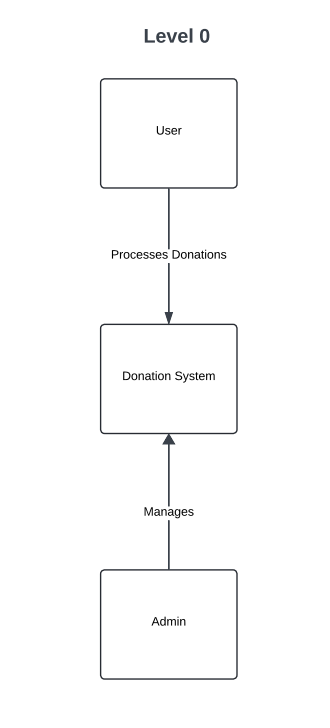 Level 0
User
Processes Donations
Donation System
Manages
Admin